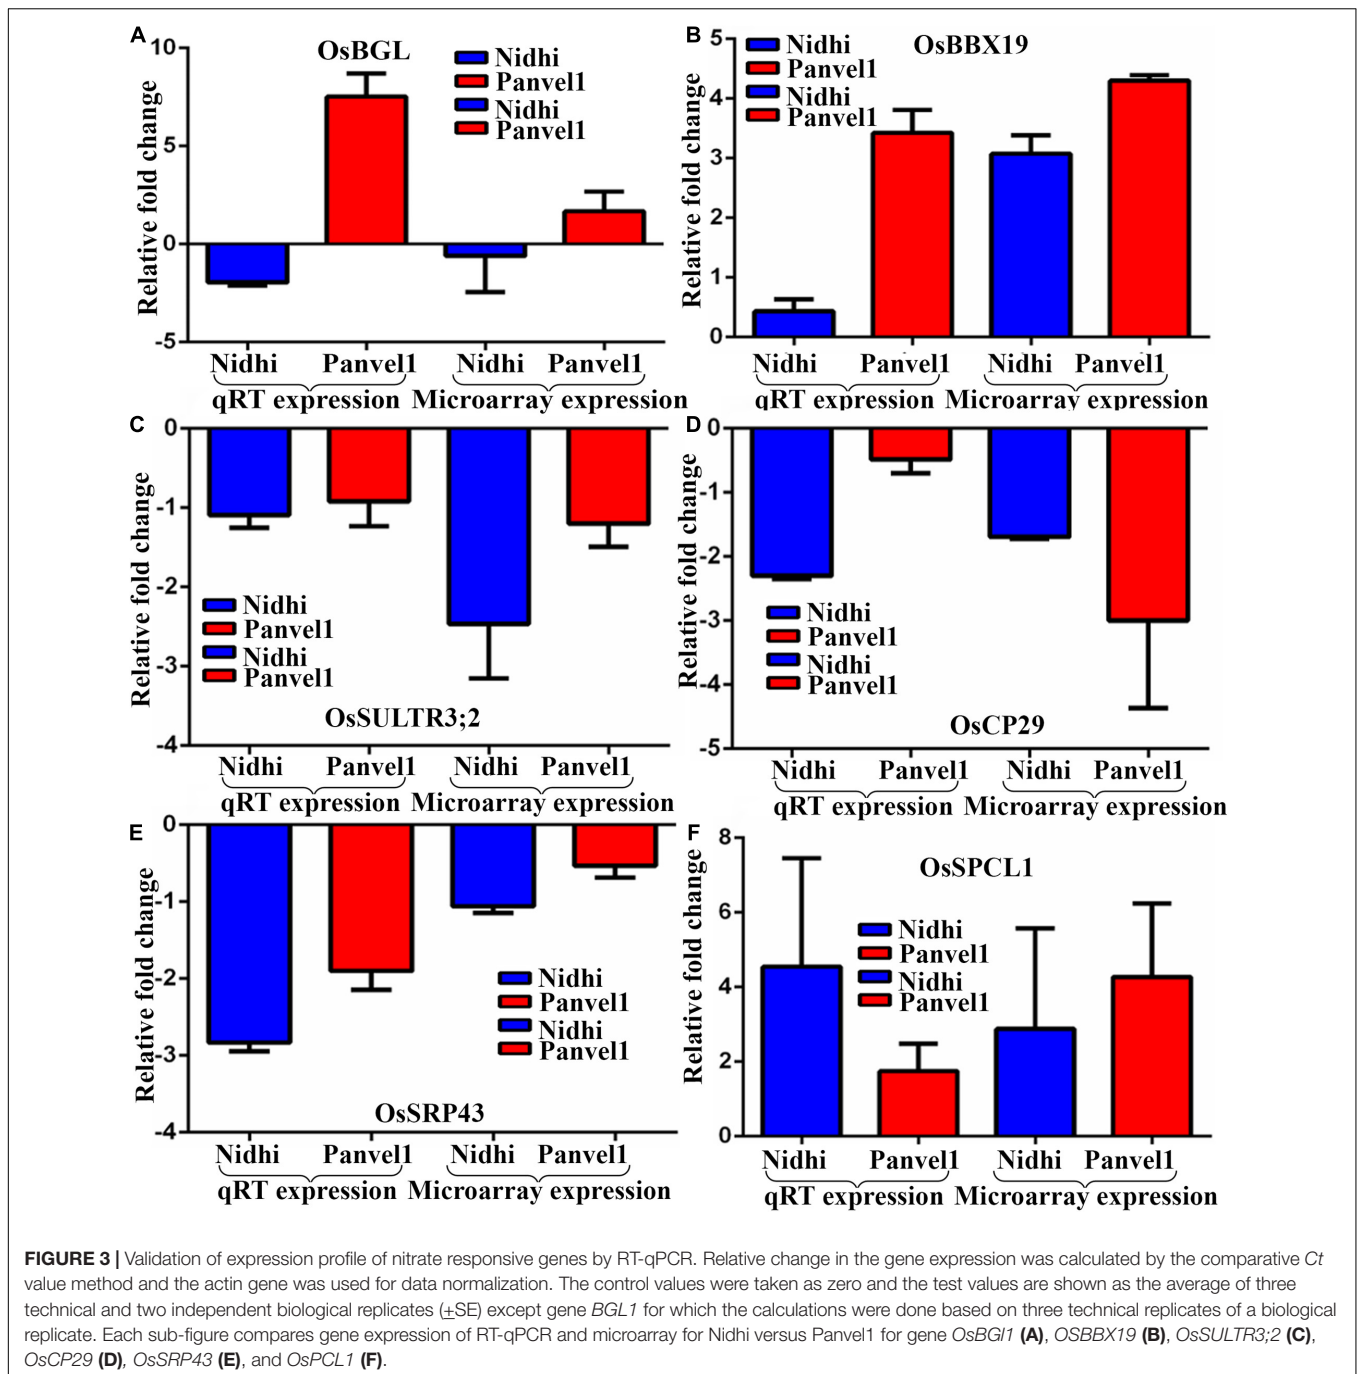 A
OsBGL
Relative fold change
10
5
0
-5
Nidhi
Panvel1
Nidhi
Panvel1
Nidhi Panvel1 Nidhi Panvel1
qRT expression Microarray expression
B
OsBBX19
Relative fold change
5
4
3
2
1
0
Nidhi
Panvel1
Nidhi
Panvel1
Nidhi Panvel1 Nidhi Panvel1
qRT expression Microarray expression
C
Relative fold change
0
-1
-2
-3
-4
Nidhi
Panvel1
Nidhi
Panvel1
OsSULTR3;2
Nidhi Panvel1 Nidhi Panvel1
qRT expression Microarray expression
D
Relative fold change
0
-1
-2
-3
-4
-5
Nidhi
Panvel1
Nidhi
Panvel1
OsCP29
Nidhi Panvel1 Nidhi Panvel1
qRT expression Microarray expression
E
Relative fold change
0
-1
-2
-3
-4
Nidhi
Panvel1
Nidhi
Panvel1
OsSRP43
Nidhi Panvel1 Nidhi Panvel1
qRT expression Microarray expression
F
OsSPCL1
Relative fold change
8
6
4
2
0
Nidhi
Panvel1
Nidhi
Panvel1
Nidhi Panvel1 Nidhi Panvel1
qRT expression Microarray expression
FIGURE 3 | Validation of expression profile of nitrate responsive genes by RT-qPCR. Relative change in the gene expression was calculated by the comparative Ct
value method and the actin gene was used for data normalization. The control values were taken as zero and the test values are shown as the average of three
technical and two independent biological replicates (±SE) except gene BGL1 for which the calculations were done based on three technical replicates of a biological
replicate. Each sub-figure compares gene expression of RT-qPCR and microarray for Nidhi versus Panvel1 for gene OsBGl1 (A), OSBBX19 (B), OsSULTR3;2 (C),
OsCP29 (D), OsSRP43 (E), and OsPCL1 (F).